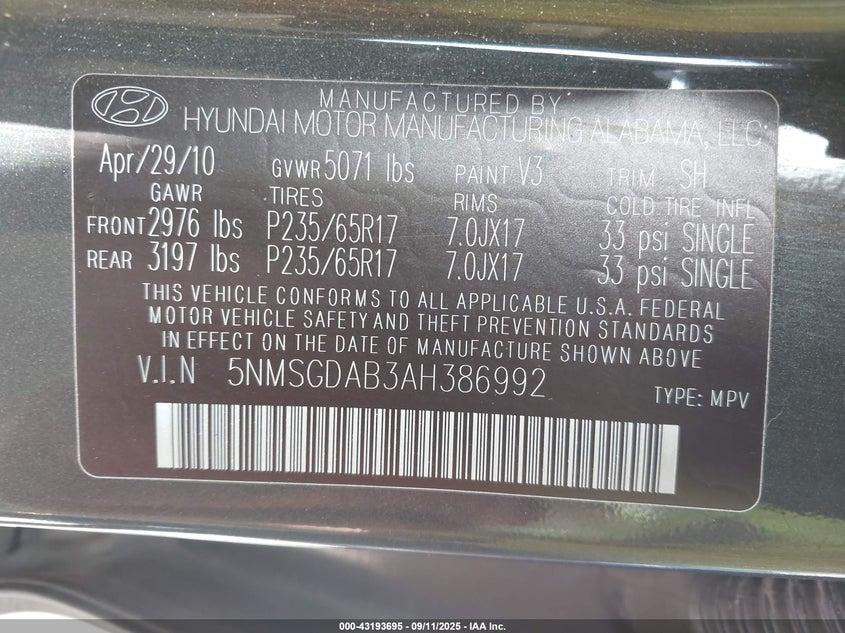 MANUFACTURED BY
HYUNDAI MOTOR MANUFACTURING ALABAMA, LLC
Apr/29/10 GVWR 5071 lbs PAINT V3 TRIM SH
GAWR TIRES RIMS COLD TIRE INFL
FRONT 2976 lbs P235/65R17 7.0JX17 33 psi SINGLE
REAR 3197 lbs P235/65R17 7.0JX17 33 psi SINGLE
THIS VEHICLE CONFORMS TO ALL APPLICABLE U.S.A. FEDERAL
MOTOR VEHICLE SAFETY AND THEFT PREVENTION STANDARDS
IN EFFECT ON THE DATE OF MANUFACTURE SHOWN ABOVE
V.I.N 5NMSGDAB3AH386992
TYPE: MPV
000-43193695 - 09/11/2025 - IAA Inc.